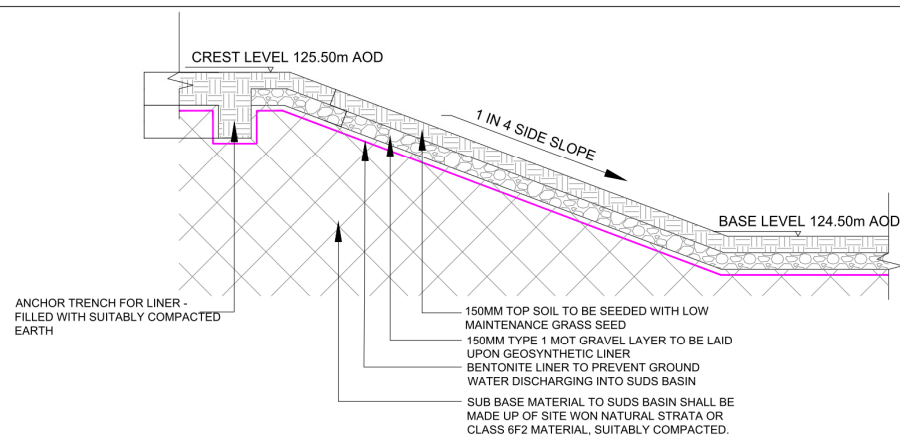 CREST LEVEL 125.50m AOD
1 IN 4 SIDE SLOPE
BASE LEVEL 124.50m AOD
ANCHOR TRENCH FOR LINER -
FILLED WITH SUITABLY COMPACTED
EARTH
150MM TOP SOIL TO BE SEEDED WITH LOW
MAINTENANCE GRASS SEED
150MM TYPE 1 MOT GRAVEL LAYER TO BE LAID
UPON GEOSYNTHETIC LINER
BENTONITE LINER TO PREVENT GROUND
WATER DISCHARGING INTO SUDS BASIN
SUB BASE MATERIAL TO SUDS BASIN SHALL BE
MADE UP OF SITE WON NATURAL STRATA OR
CLASS 6F2 MATERIAL, SUITABLY COMPACTED.